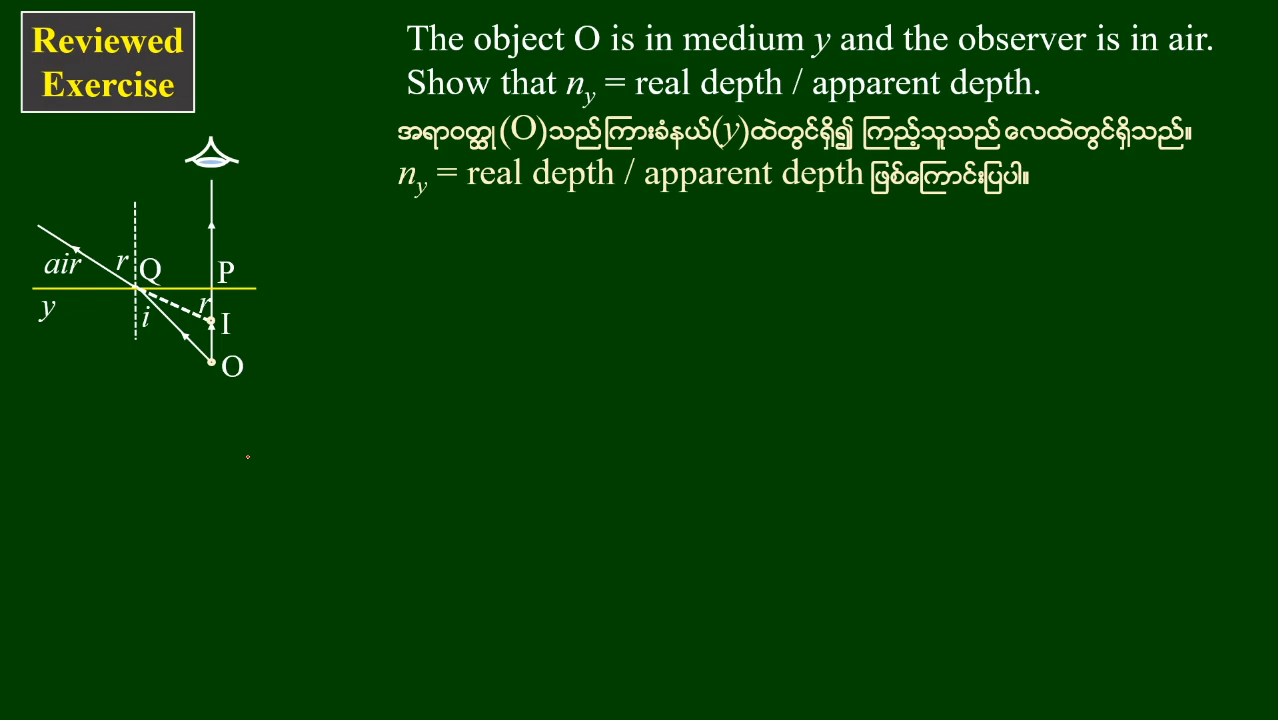 Reviewed
Exercise
The object O is in medium y and the observer is in air.
Show that n_y = real depth / apparent depth.
အရာဝတ္ထု (O)သည်ကြားခံနယ်(y)ထဲတွင်ရှိ၍ ကြည့်သူသည် လေထဲတွင်ရှိသည်။
n_y = real depth / apparent depth ဖြစ်ကြောင်းပြပါ။
air
r
Q
P
y
i
r
I
O